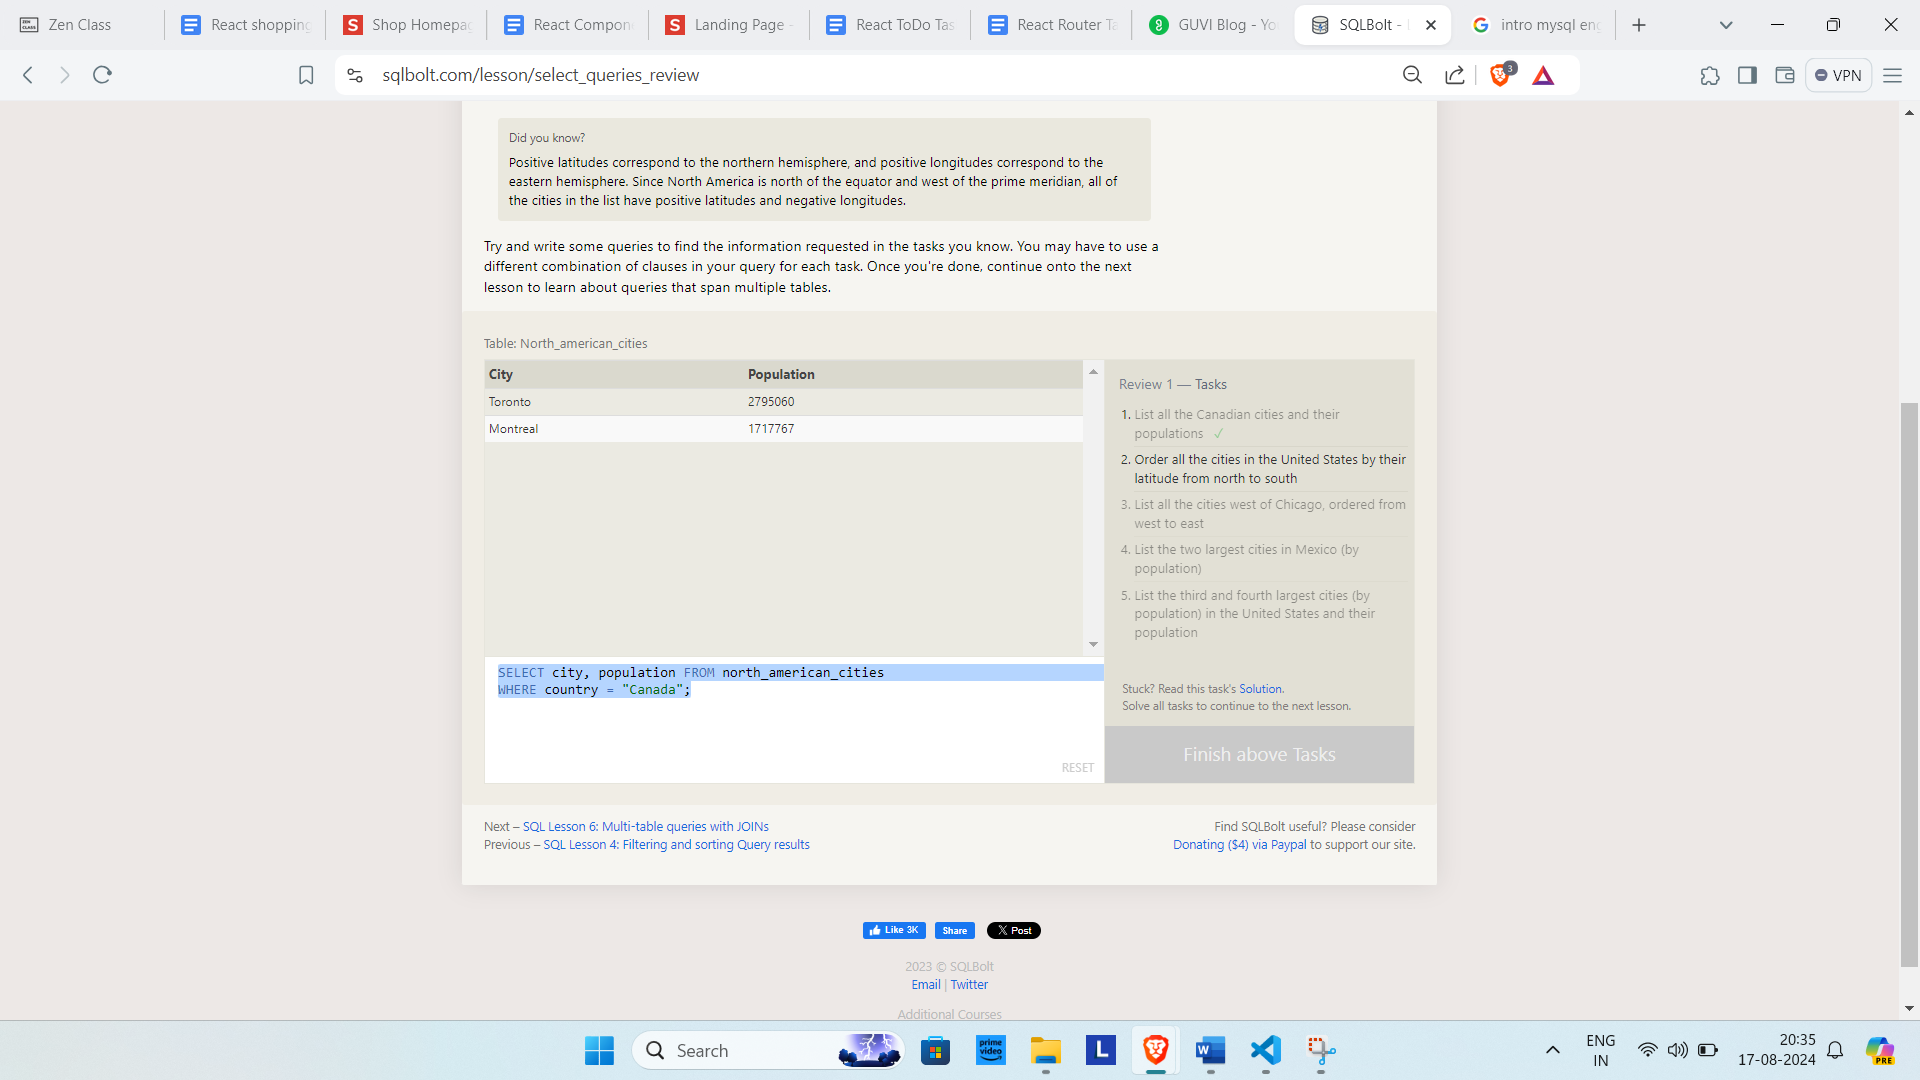 Zen Class
React shopping
Shop Homepag
React Compon
Landing Page -
React ToDo Tas
React Router Ta
GUVI Blog - Yo
SQLBolt -
intro mysql eng
sqlbolt.com/lesson/select_queries_review
3
VPN
Did you know?
Positive latitudes correspond to the northern hemisphere, and positive longitudes correspond to the
eastern hemisphere. Since North America is north of the equator and west of the prime meridian, all of
the cities in the list have positive latitudes and negative longitudes.
Try and write some queries to find the information requested in the tasks you know. You may have to use a
different combination of clauses in your query for each task. Once you're done, continue onto the next
lesson to learn about queries that span multiple tables.
Table: North_american_cities
City Population
Toronto 2795060
Montreal 1717767
SELECT city, population FROM north_american_cities
WHERE country = "Canada";
RESET
Review 1 — Tasks
1. List all the Canadian cities and their
populations ✓
2. Order all the cities in the United States by their
latitude from north to south
3. List all the cities west of Chicago, ordered from
west to east
4. List the two largest cities in Mexico (by
population)
5. List the third and fourth largest cities (by
population) in the United States and their
population
Stuck? Read this task's Solution.
Solve all tasks to continue to the next lesson.
Finish above Tasks
Next – SQL Lesson 6: Multi-table queries with JOINs
Previous – SQL Lesson 4: Filtering and sorting Query results
Find SQLBolt useful? Please consider
Donating ($4) via Paypal to support our site.
Like 3K
Share
X Post
2023 © SQLBolt
Email | Twitter
Additional Courses
Search
prime video
L
W
ENG
IN
20:35
17-08-2024
PRE